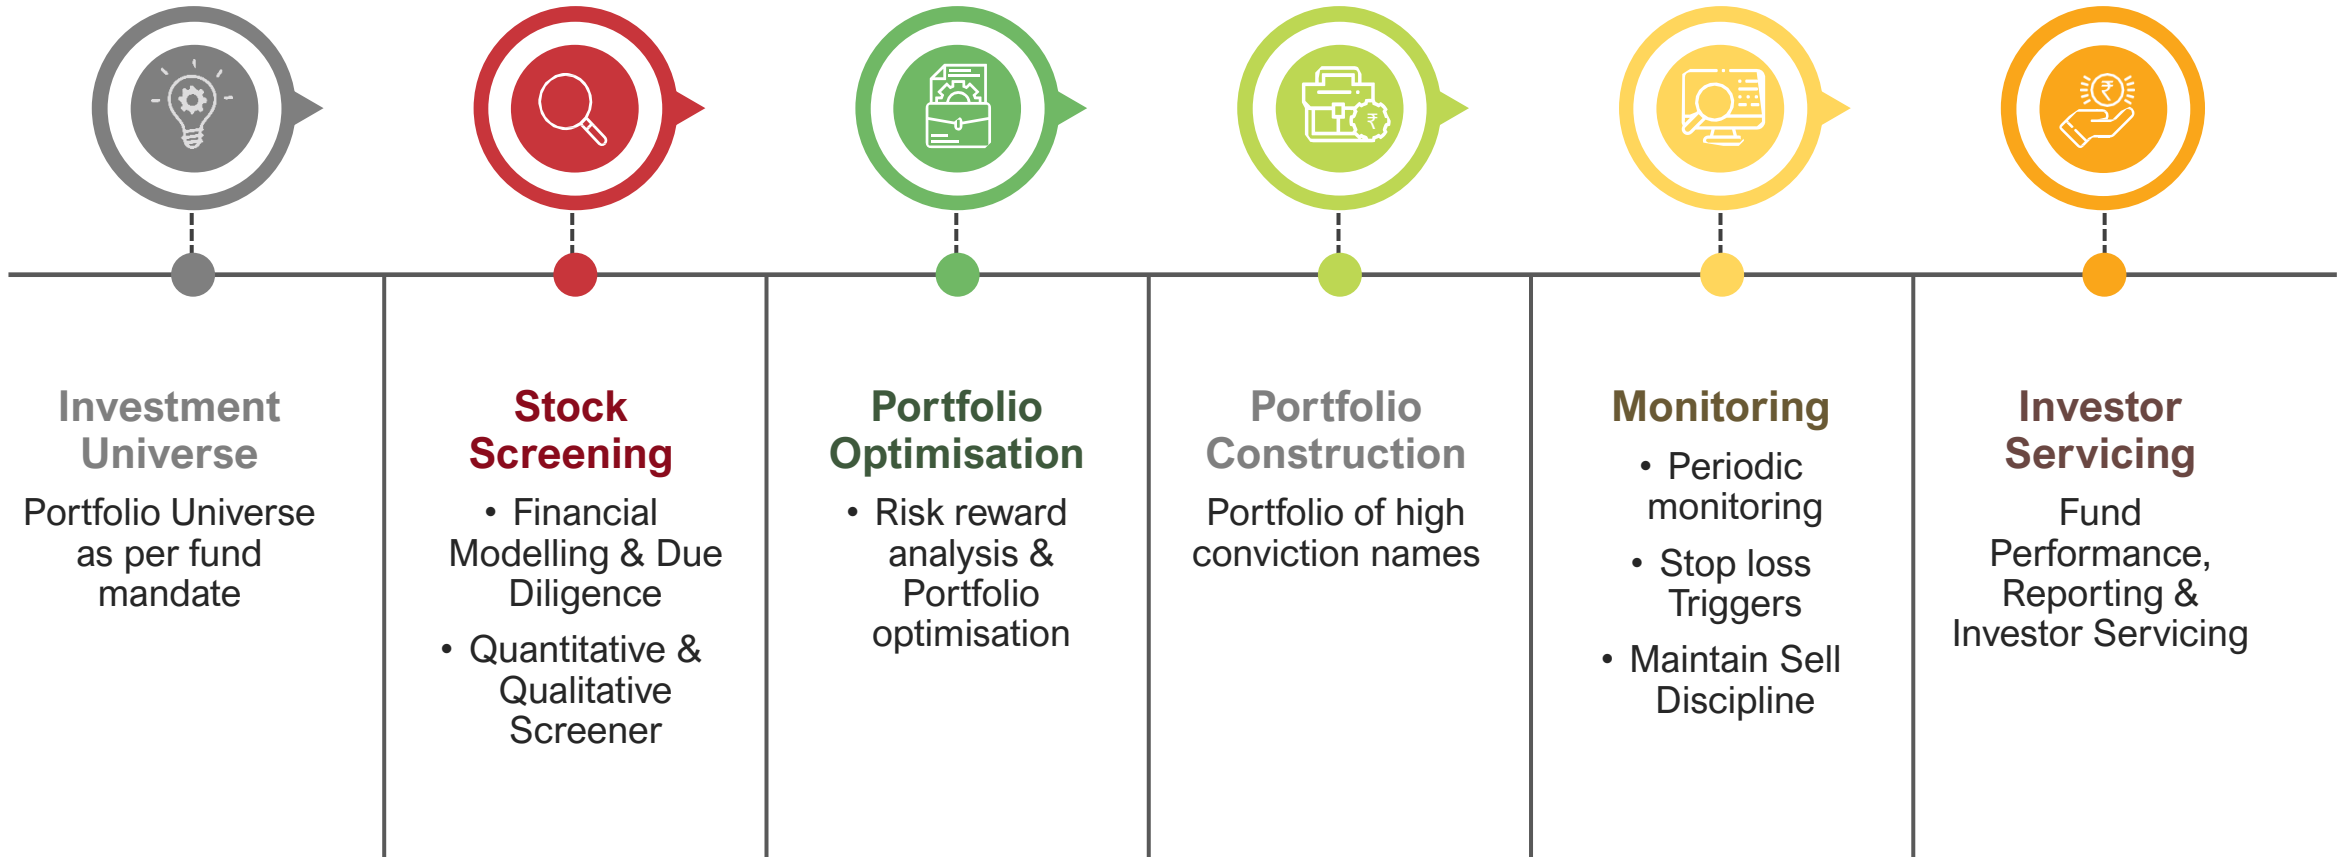 Investment
Universe
Portfolio Universe
as per fund
mandate
Stock
Screening
• Financial
Modelling & Due
Diligence
• Quantitative &
Qualitative
Screener
Portfolio
Optimisation
• Risk reward
analysis &
Portfolio
optimisation
Portfolio
Construction
Portfolio of high
conviction names
Monitoring
• Periodic
monitoring
• Stop loss
Triggers
• Maintain Sell
Discipline
Investor
Servicing
Fund
Performance,
Reporting &
Investor Servicing
₹
₹